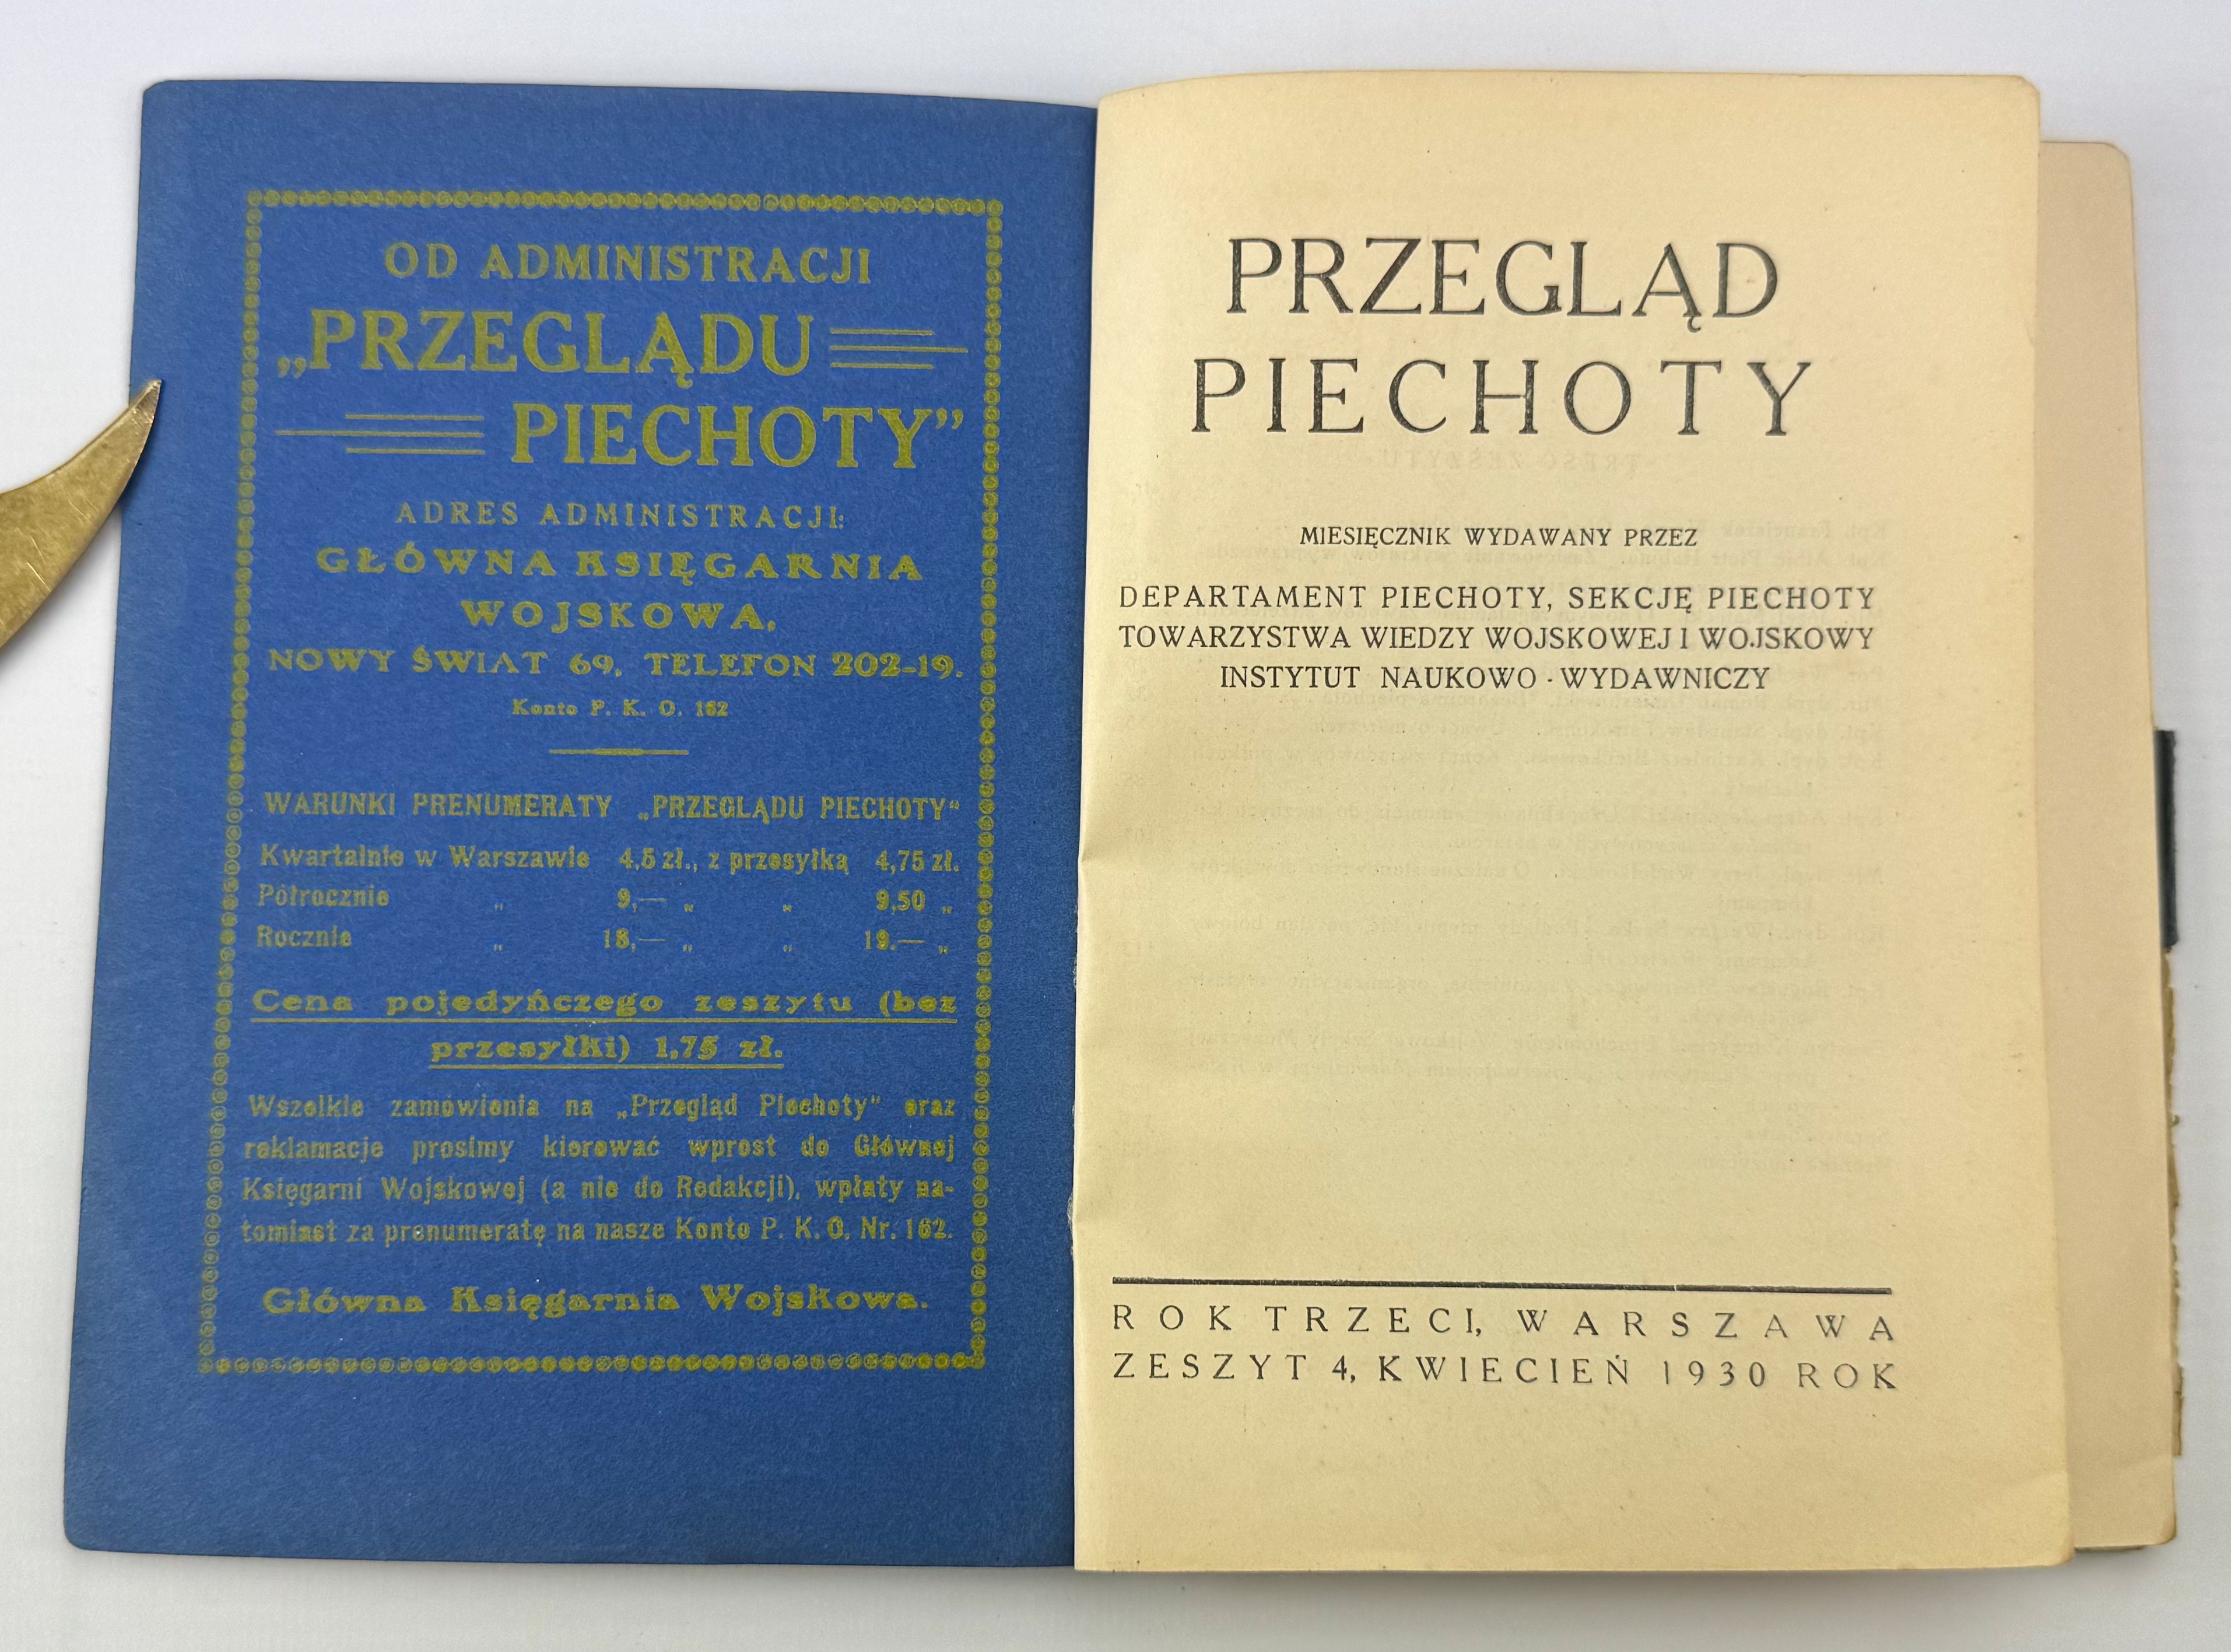 OD ADMINISTRACJI
„PRZEGLĄDU
PIECHOTY”
ADRES ADMINISTRACJI:
GŁÓWNA KSIĘGARNIA
WOJSKOWA,
NOWY ŚWIAT 69, TELEFON 202-19.
Konto P. K. O. 162
WARUNKI PRENUMERATY „PRZEGLĄDU PIECHOTY“
Kwartalnie w Warszawie 4,5 zł., z przesyłką 4,75 zł.
Półrocznie „ 9,— „ „ 9,50 „
Rocznie „ 18,— „ „ 19.— „
Cena pojedyńczego zeszytu (bez
przesyłki) 1,75 zł.
Wszelkie zamówienia na „Przegląd Piechoty“ oraz
reklamacje prosimy kierować wprost do Głównej
Księgarni Wojskowej (a nie do Redakcji), wpłaty na-
tomiast za prenumeratę na nasze Konto P. K. O. Nr. 162.
Główna Księgarnia Wojskowa.
PRZEGLĄD
PIECHOTY
MIESIĘCZNIK WYDAWANY PRZEZ
DEPARTAMENT PIECHOTY, SEKCJĘ PIECHOTY
TOWARZYSTWA WIEDZY WOJSKOWEJ I WOJSKOWY
INSTYTUT NAUKOWO - WYDAWNICZY
ROK TRZECI, WARSZAWA
ZESZYT 4, KWIECIEŃ 1930 ROK